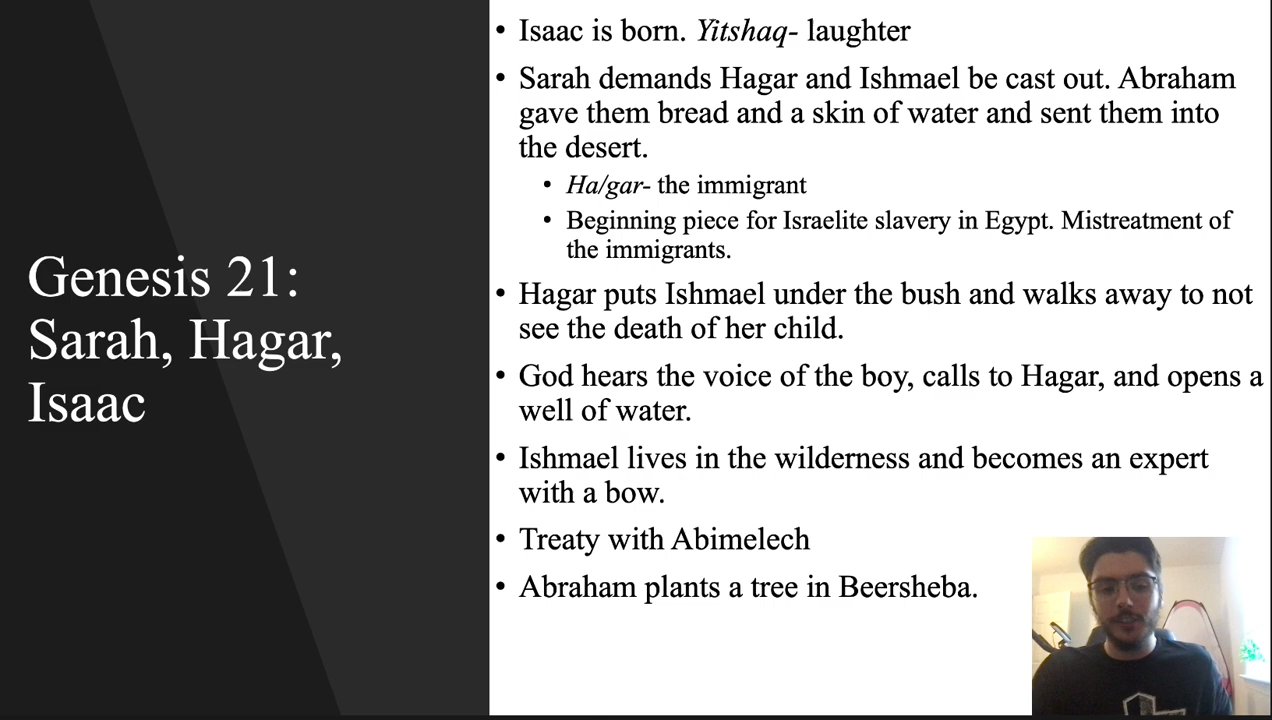 Genesis 21:
Sarah, Hagar,
Isaac
• Isaac is born. Yitshaq- laughter
• Sarah demands Hagar and Ishmael be cast out. Abraham
gave them bread and a skin of water and sent them into
the desert.
• Ha/gar- the immigrant
• Beginning piece for Israelite slavery in Egypt. Mistreatment of
the immigrants.
• Hagar puts Ishmael under the bush and walks away to not
see the death of her child.
• God hears the voice of the boy, calls to Hagar, and opens a
well of water.
• Ishmael lives in the wilderness and becomes an expert
with a bow.
• Treaty with Abimelech
• Abraham plants a tree in Beersheba.